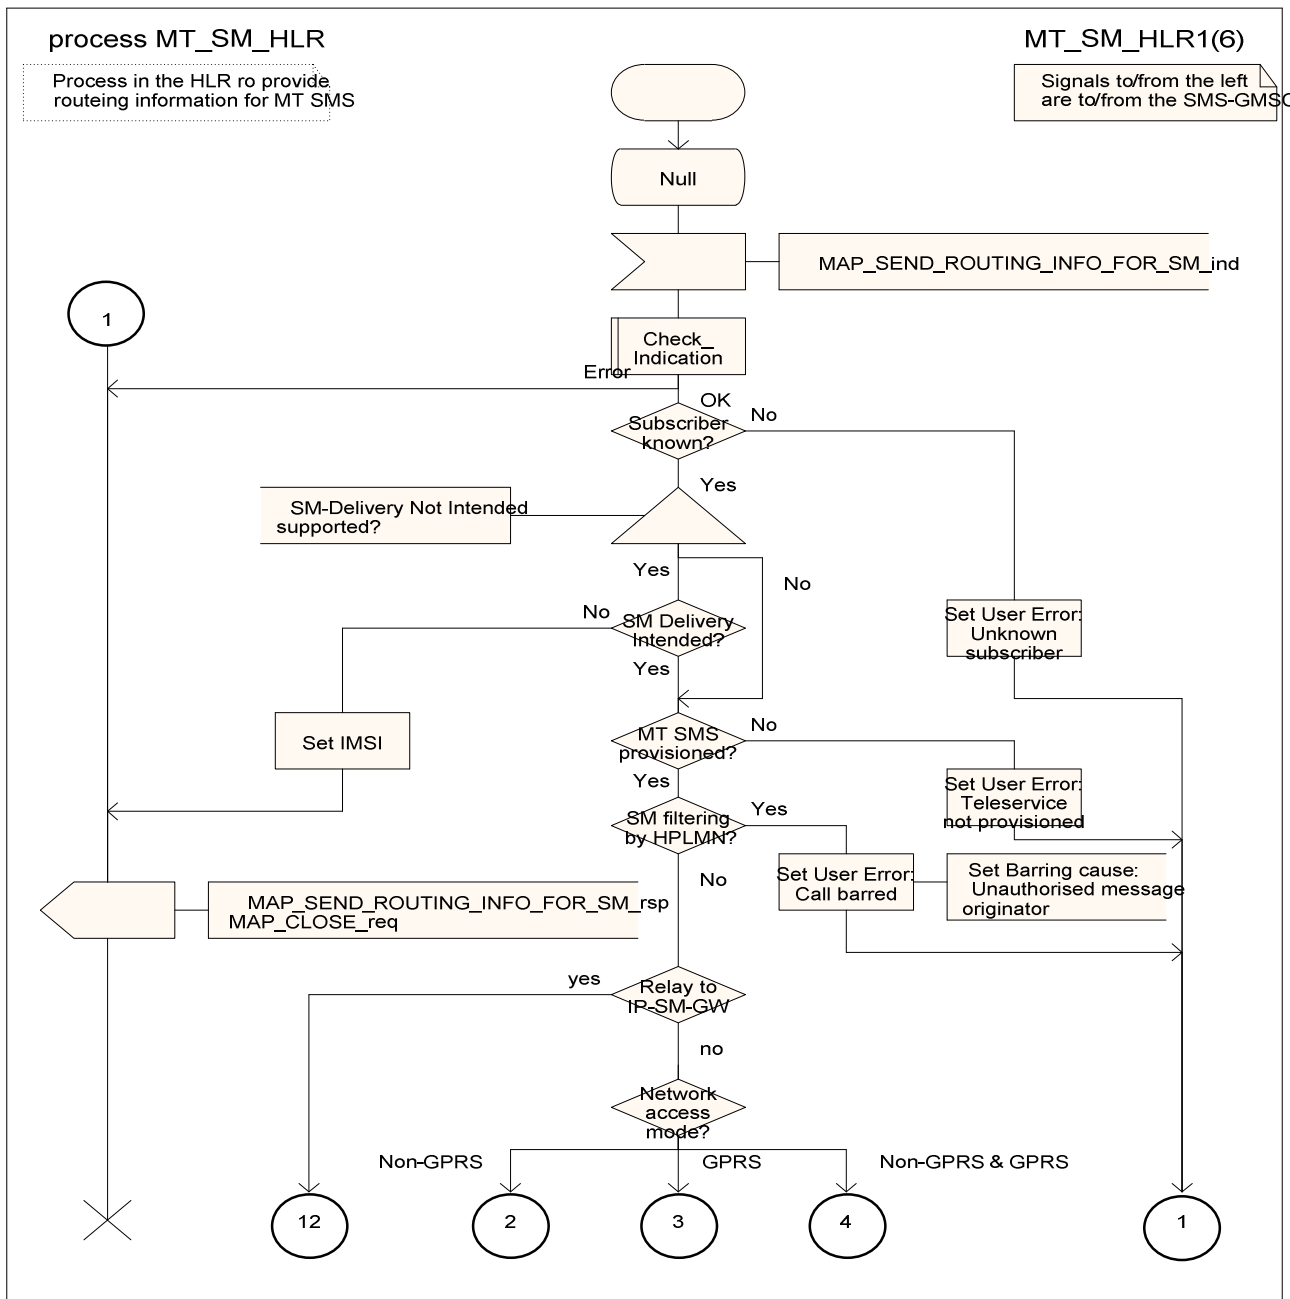 process MT_SM_HLR
MT_SM_HLR1(6)
Process in the HLR ro provide
routeing information for MT SMS
Signals to/from the left
are to/from the SMS-GMSC
Null
MAP_SEND_ROUTING_INFO_FOR_SM_ind
1
Check_
Indication
Error
OK
No
Subscriber
known?
Yes
SM-Delivery Not Intended
supported?
Yes
No
No
SM Delivery
Intended?
Set User Error:
Unknown
subscriber
Yes
No
MT SMS
provisioned?
Set IMSI
Yes
Set User Error:
Teleservice
not provisioned
Yes
SM filtering
by HPLMN?
No
Set User Error:
Call barred
Set Barring cause:
Unauthorised message
originator
MAP_SEND_ROUTING_INFO_FOR_SM_rsp
MAP_CLOSE_req
yes
Relay to
IP-SM-GW
no
Network
access
mode?
Non-GPRS
GPRS
Non-GPRS & GPRS
12
2
3
4
1